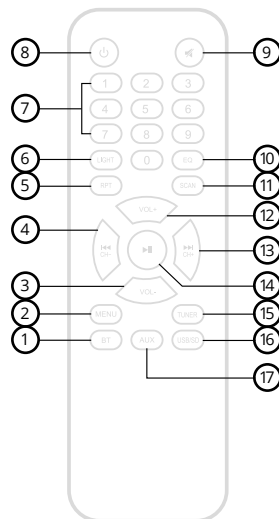 8 9
1 2 3
7 4 5 6
7 8 9
6 LIGHT 0 EQ 10
5 RPT SCAN 11
VOL+ 12
4 CH- CH+ 13
3 VOL- 14
2 MENU TUNER 15
1 BT AUX USB/SD 16
17